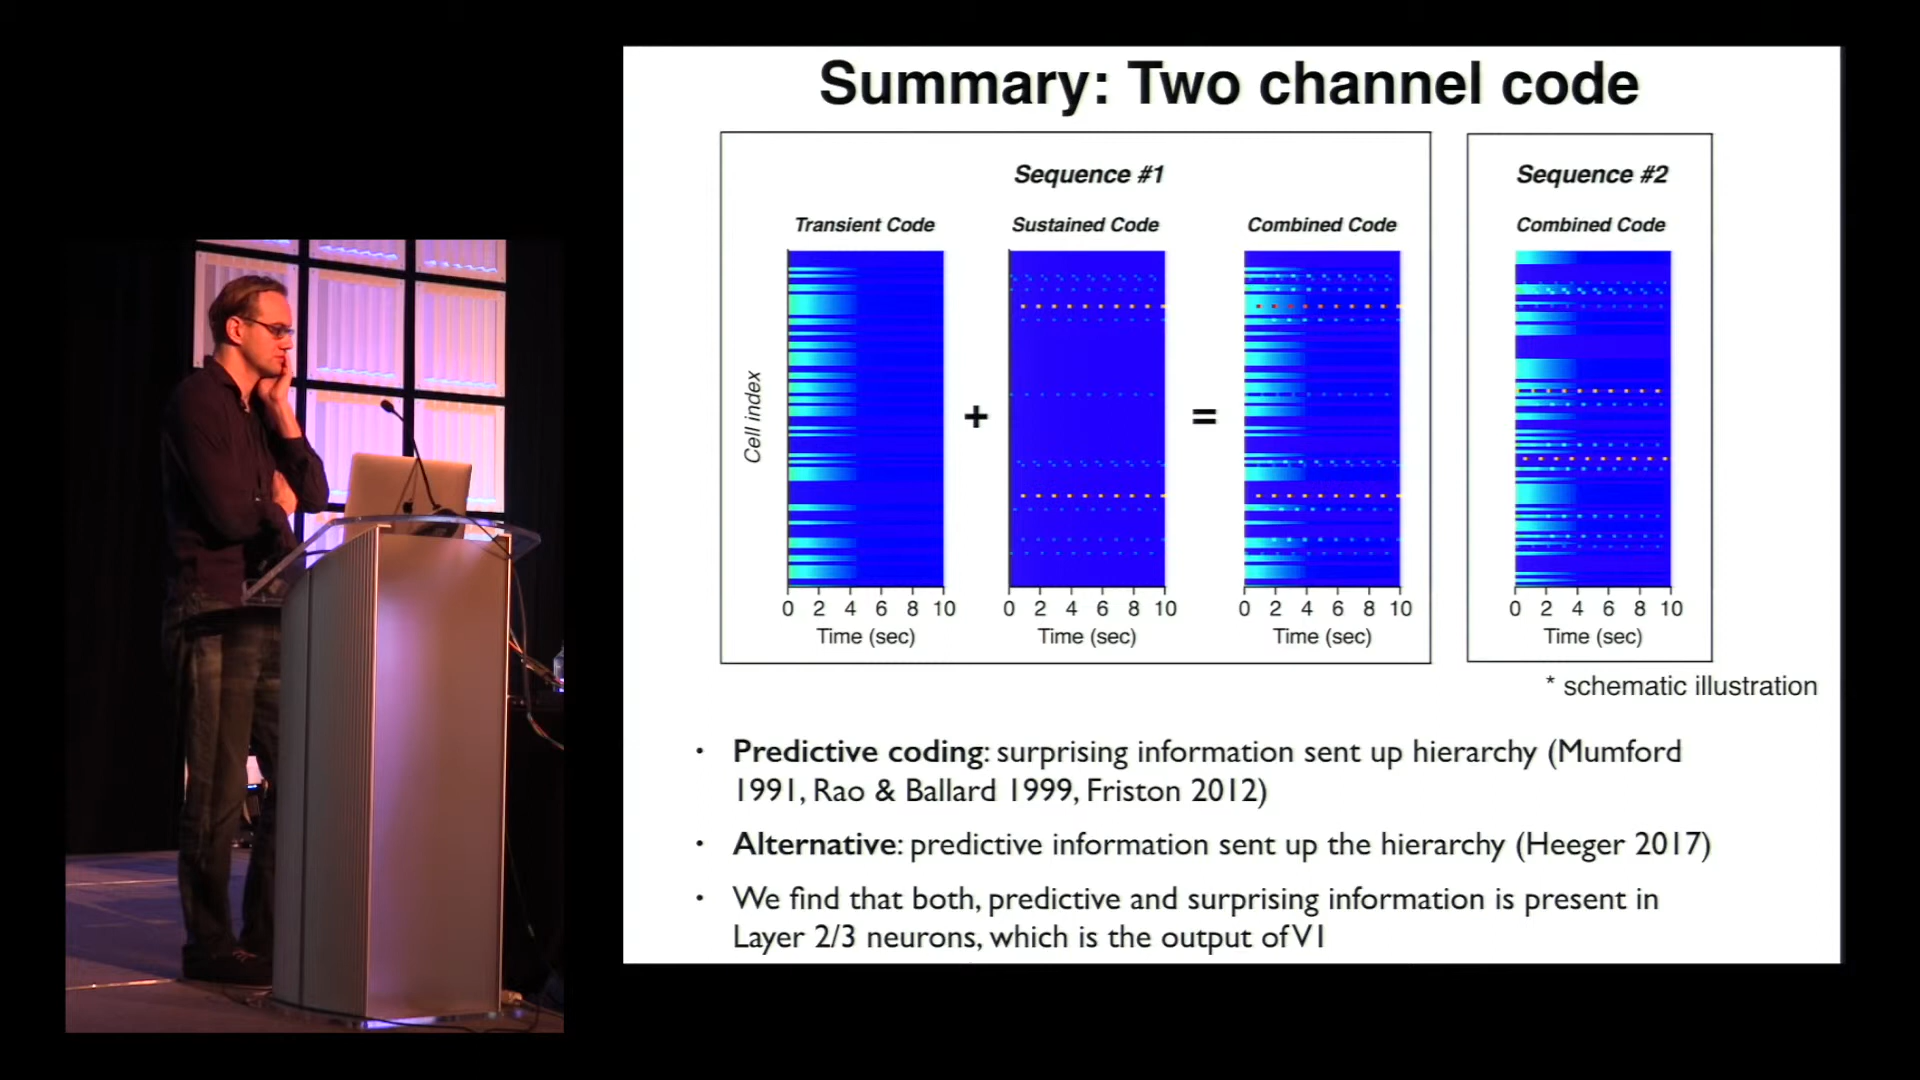 Summary: Two channel code
Sequence #1
Sequence #2
Transient Code
Sustained Code
Combined Code
Combined Code
Cell index
+
=
0 2 4 6 8 10
0 2 4 6 8 10
0 2 4 6 8 10
0 2 4 6 8 10
Time (sec)
Time (sec)
Time (sec)
Time (sec)
* schematic illustration
• Predictive coding: surprising information sent up hierarchy (Mumford
1991, Rao & Ballard 1999, Friston 2012)
• Alternative: predictive information sent up the hierarchy (Heeger 2017)
• We find that both, predictive and surprising information is present in
Layer 2/3 neurons, which is the output of V1